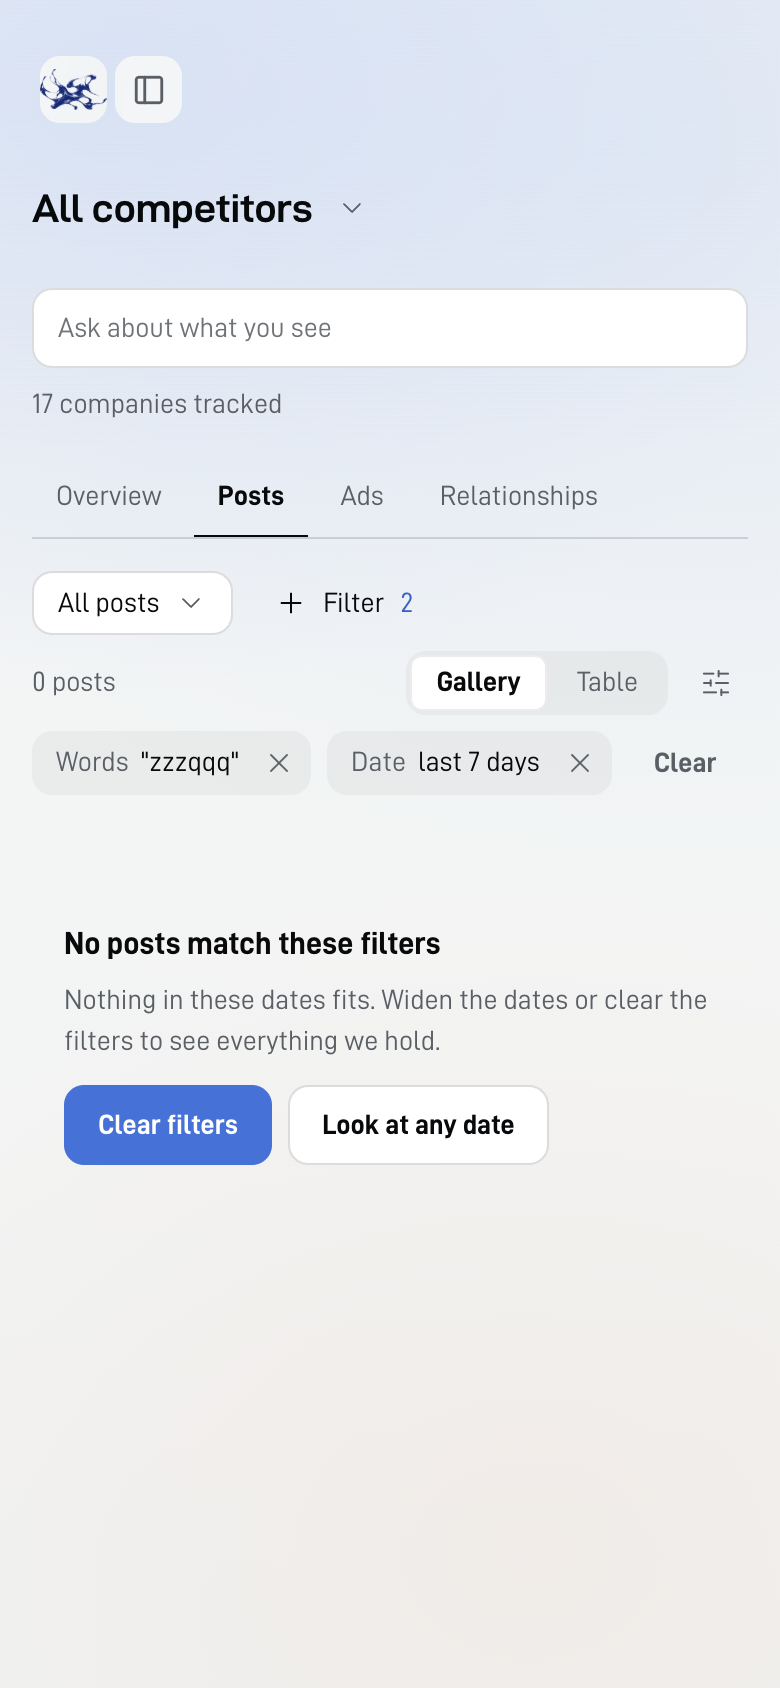 All competitors
Ask about what you see
17 companies tracked
Overview Posts Ads Relationships
All posts + Filter 2
0 posts Gallery Table
Words "zzzqqq" Date last 7 days Clear
No posts match these filters
Nothing in these dates fits. Widen the dates or clear the
filters to see everything we hold.
Clear filters Look at any date